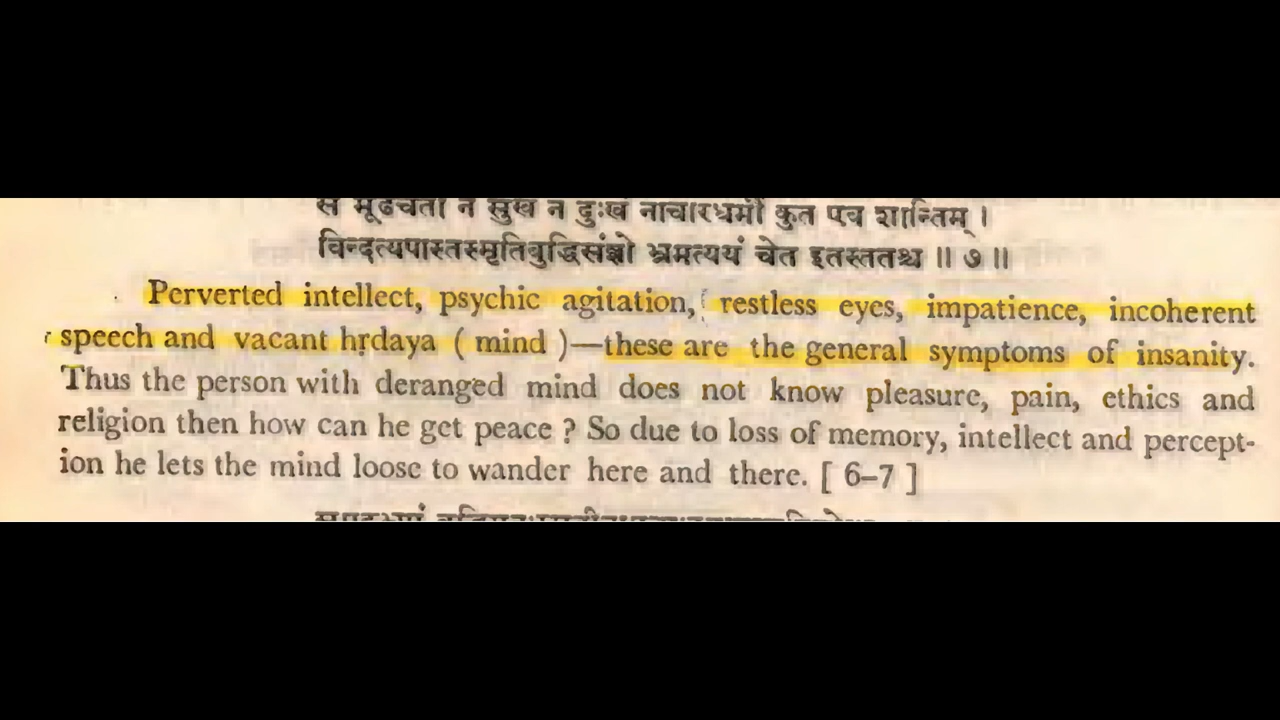 स मूढचेता न सुखं न दुःखं नाचारधर्मौ कुत एव शान्तिम् ।
विन्दत्यपास्तस्मृतिबुद्धिसंज्ञो भ्रमत्ययं चेत इतस्ततश्च ॥ ७ ॥
Perverted intellect, psychic agitation, restless eyes, impatience, incoherent
speech and vacant hṛdaya ( mind )—these are the general symptoms of insanity.
Thus the person with deranged mind does not know pleasure, pain, ethics and
religion then how can he get peace ? So due to loss of memory, intellect and percept-
ion he lets the mind loose to wander here and there. [ 6–7 ]